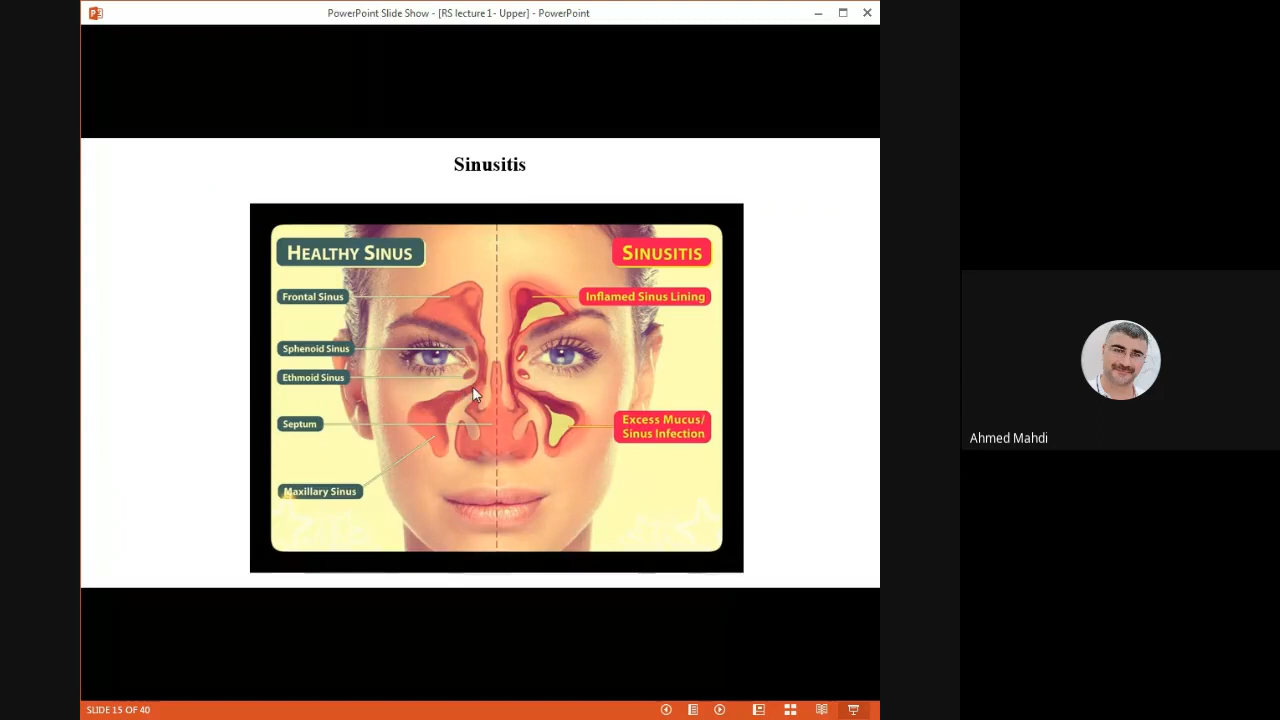 PowerPoint Slide Show - [RS lecture 1- Upper] - PowerPoint
Sinusitis
HEALTHY SINUS
SINUSITIS
Frontal Sinus
Inflamed Sinus Lining
Sphenoid Sinus
Ethmoid Sinus
Septum
Excess Mucus/
Sinus Infection
Maxillary Sinus
Ahmed Mahdi
SLIDE 15 OF 40